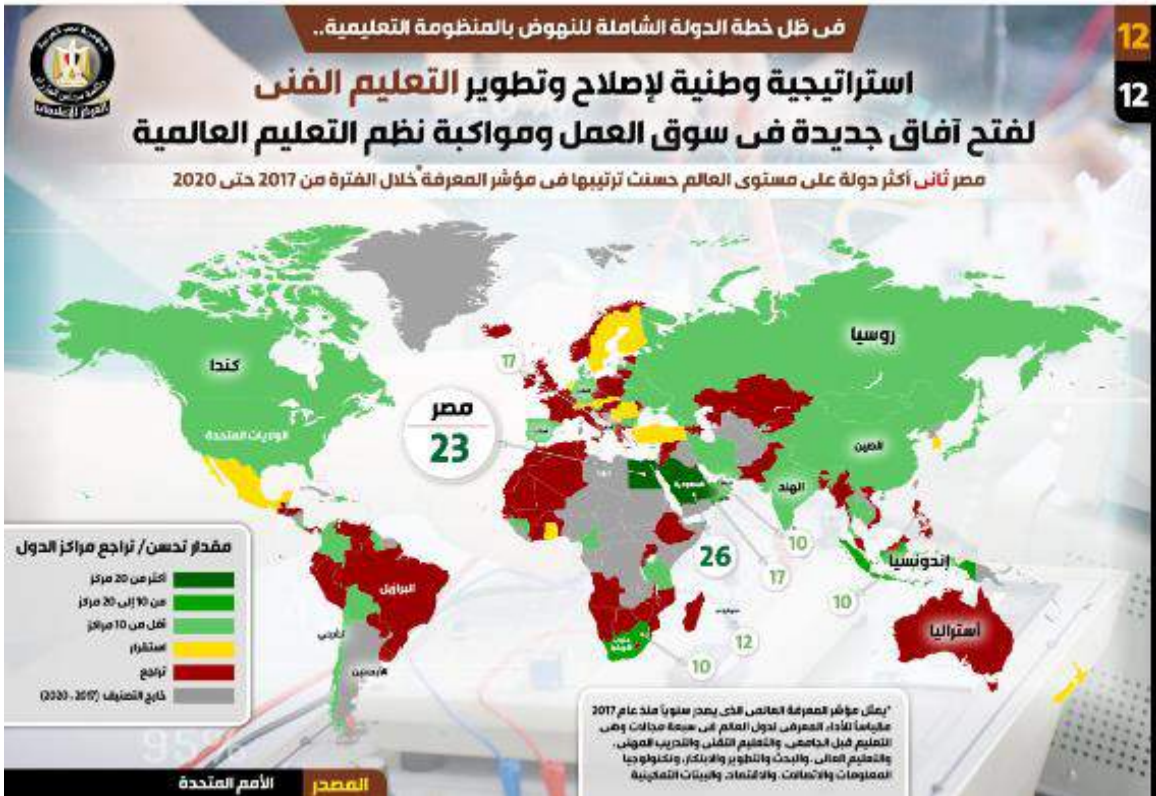 فى ظل خطة الدولة الشاملة للنهوض بالمنظومة التعليمية..
12
12
استراتيجية وطنية لإصلاح وتطوير التعليم الفنى
لفتح آفاق جديدة فى سوق العمل ومواكبة نظم التعليم العالمية
مصر ثانى أكثر دولة على مستوى العالم حسنت ترتيبها فى مؤشر المعرفة* خلال الفترة من 2017 حتى 2020
روسيا
كندا
17
مصر
23
الولايات المتحدة
الصين
السعودية
الهند
10
26
17
إندونيسيا
10
البرازيل
أستراليا
12
10
جنوب
أفريقيا
الأرجنتين
مقدار تحسن/ تراجع مراكز الدول
أكثر من 20 مركز
من 10 إلى 20 مركز
أقل من 10 مراكز
استقرار
تراجع
خارج التصنيف (2017 - 2020)
*يمثل مؤشر المعرفة العالمى الذى يصدر سنوياً منذ عام 2017
مقياساً للأداء المعرفى لدول العالم فى سبعة مجالات وهى
التعليم قبل الجامعى، والتعليم التقنى والتدريب المهنى،
والتعليم العالى، والبحث والتطوير والابتكار، وتكنولوجيا
المعلومات والاتصالات، والاقتصاد، والبيئات التمكينية
المصدر
الأمم المتحدة